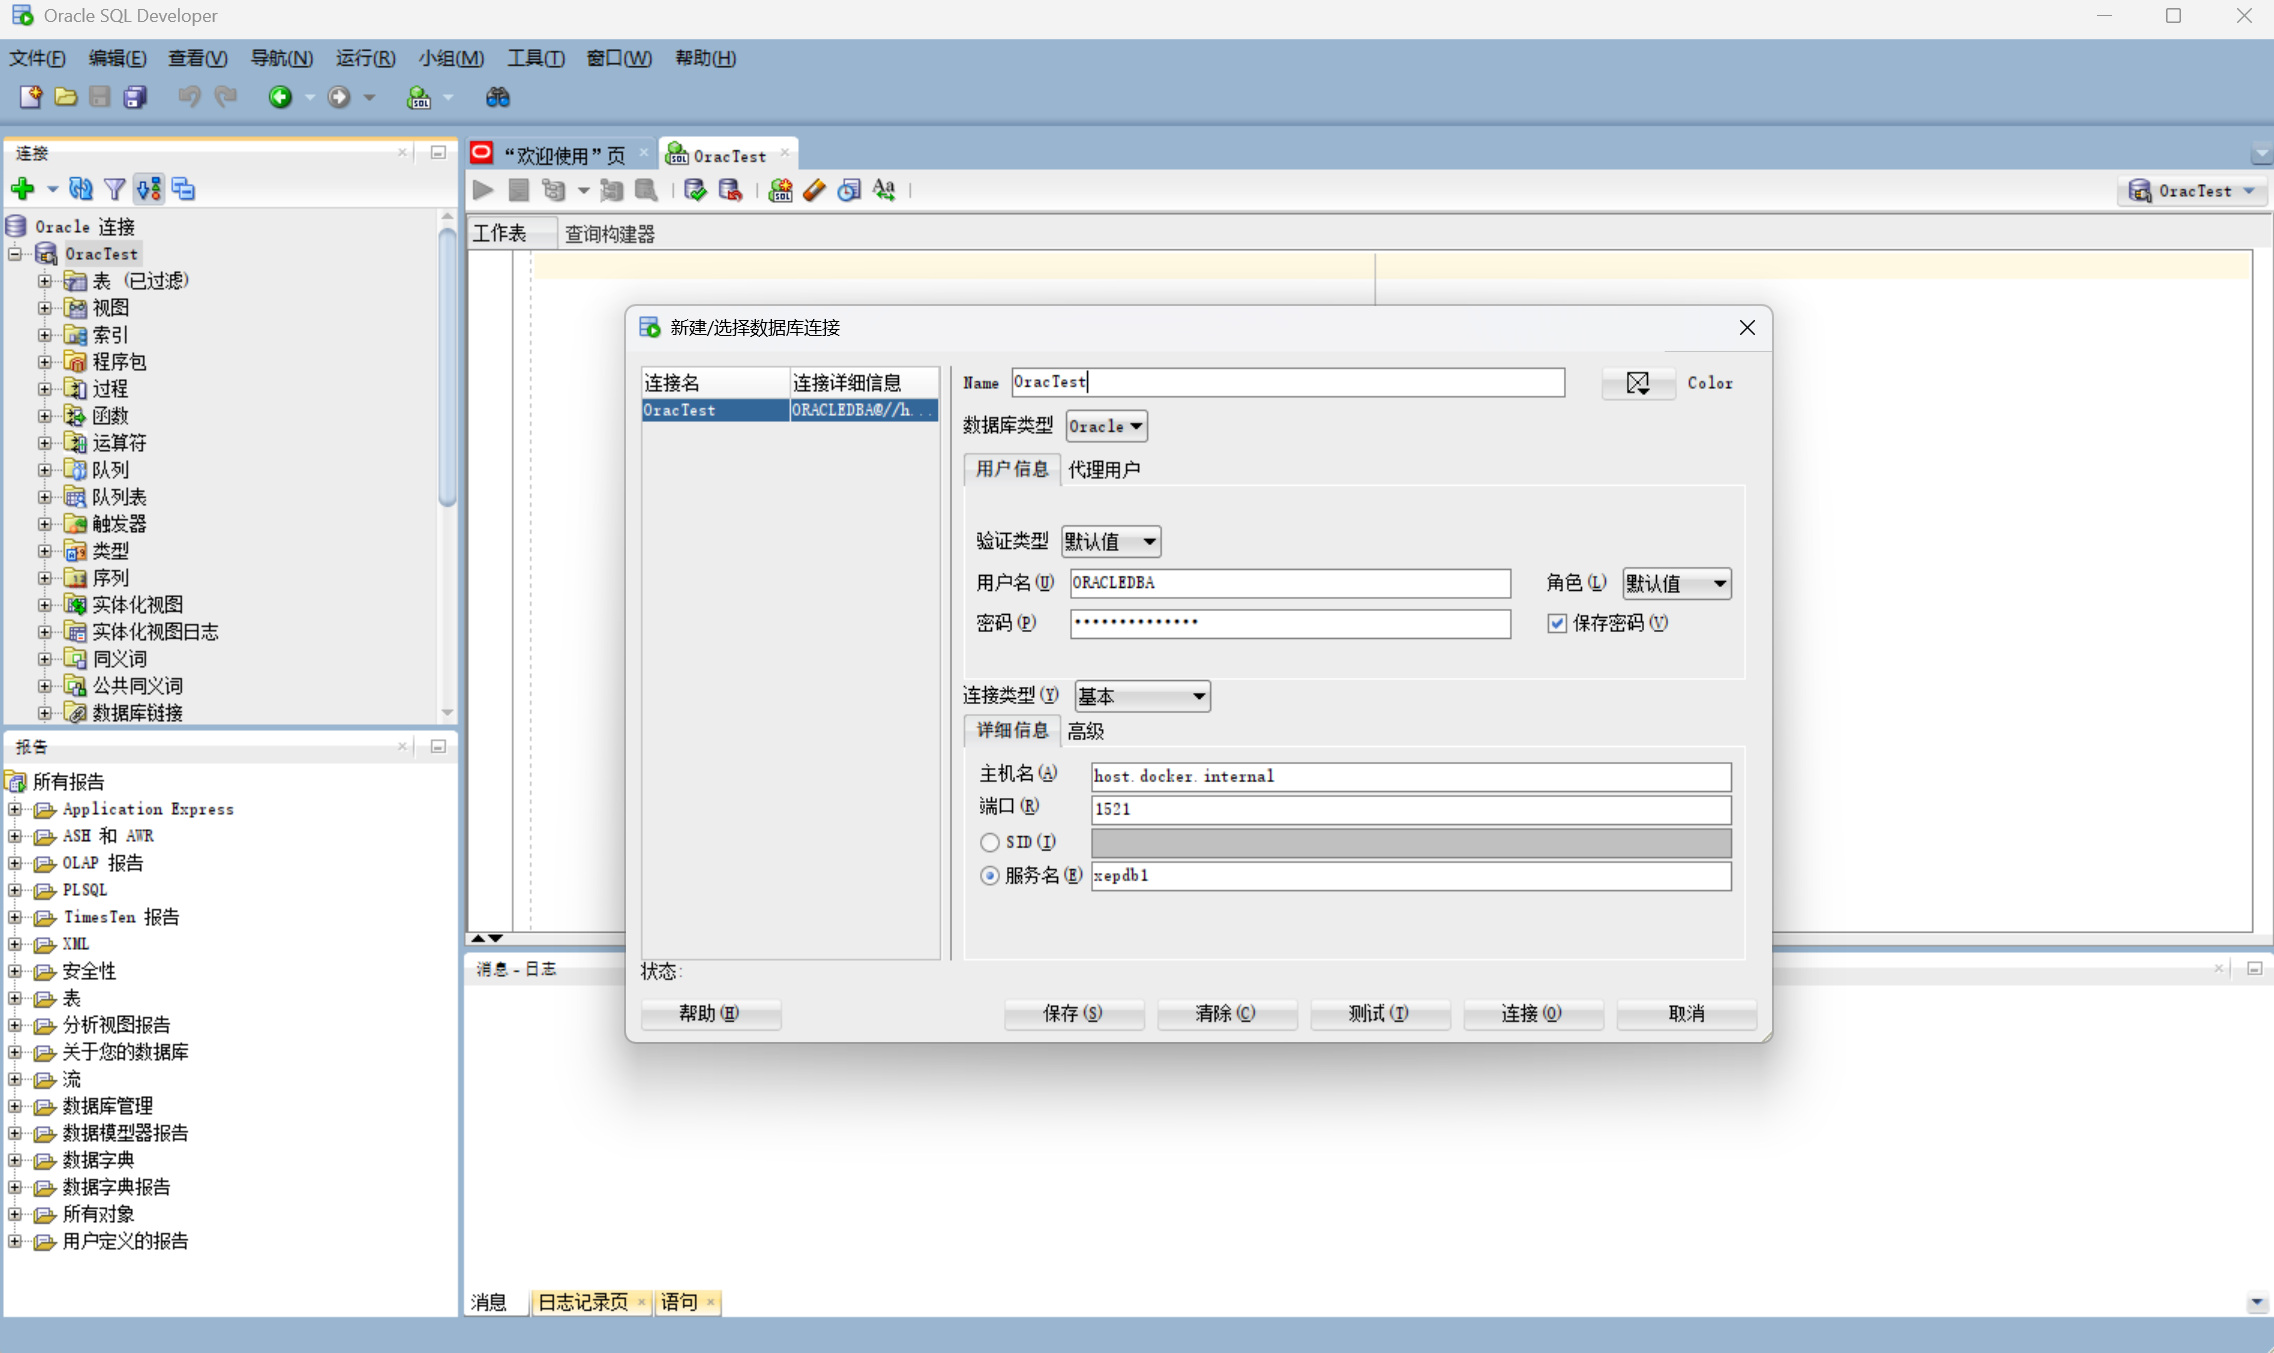 Oracle SQL Developer
文件(F) 编辑(E) 查看(V) 导航(N) 运行(R) 小组(M) 工具(T) 窗口(W) 帮助(H)
连接
Oracle 连接
OracTest
表 (已过滤)
视图
索引
程序包
过程
函数
运算符
队列
队列表
触发器
类型
序列
实体化视图
实体化视图日志
同义词
公共同义词
数据库链接
报告
所有报告
Application Express
ASH 和 AWR
OLAP 报告
PLSQL
TimesTen 报告
XML
安全性
表
分析视图报告
关于您的数据库
流
数据库管理
数据模型器报告
数据字典
数据字典报告
所有对象
用户定义的报告
“欢迎使用”页 OracTest
OracTest
工作表 查询构建器
新建/选择数据库连接
连接名 连接详细信息
OracTest ORACLEDBA@//h...
Name OracTest Color
数据库类型 Oracle
用户信息 代理用户
验证类型 默认值
用户名(U) ORACLEDBA 角色(L) 默认值
密码(P) •••••••••••••• 保存密码(V)
连接类型(Y) 基本
详细信息 高级
主机名(A) host.docker.internal
端口(R) 1521
SID(I)
服务名(E) xepdb1
状态:
帮助(H) 保存(S) 清除(C) 测试(T) 连接(O) 取消
消息 - 日志
消息 日志记录页 语句